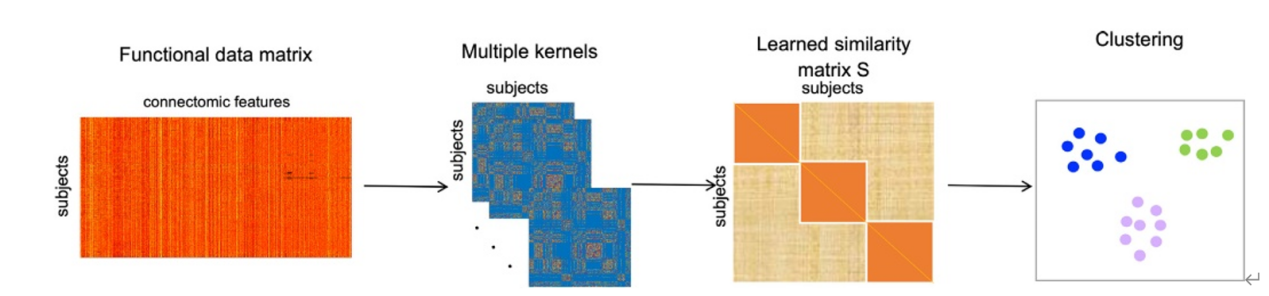 Functional data matrix
connectomic features
subjects
Multiple kernels
subjects
subjects
Learned similarity
matrix S
subjects
subjects
Clustering